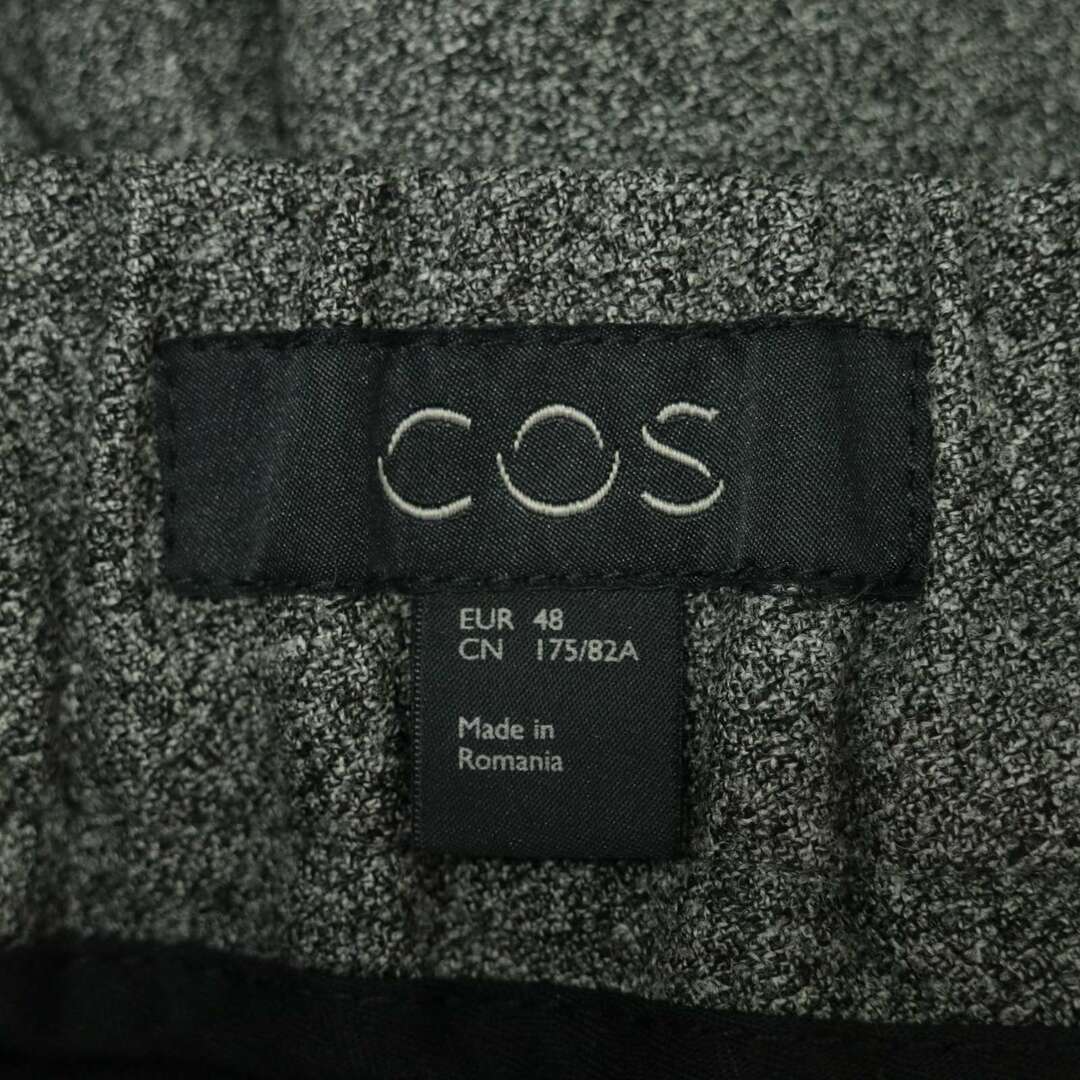 COS
EUR 48
CN 175/82A
Made in
Romania